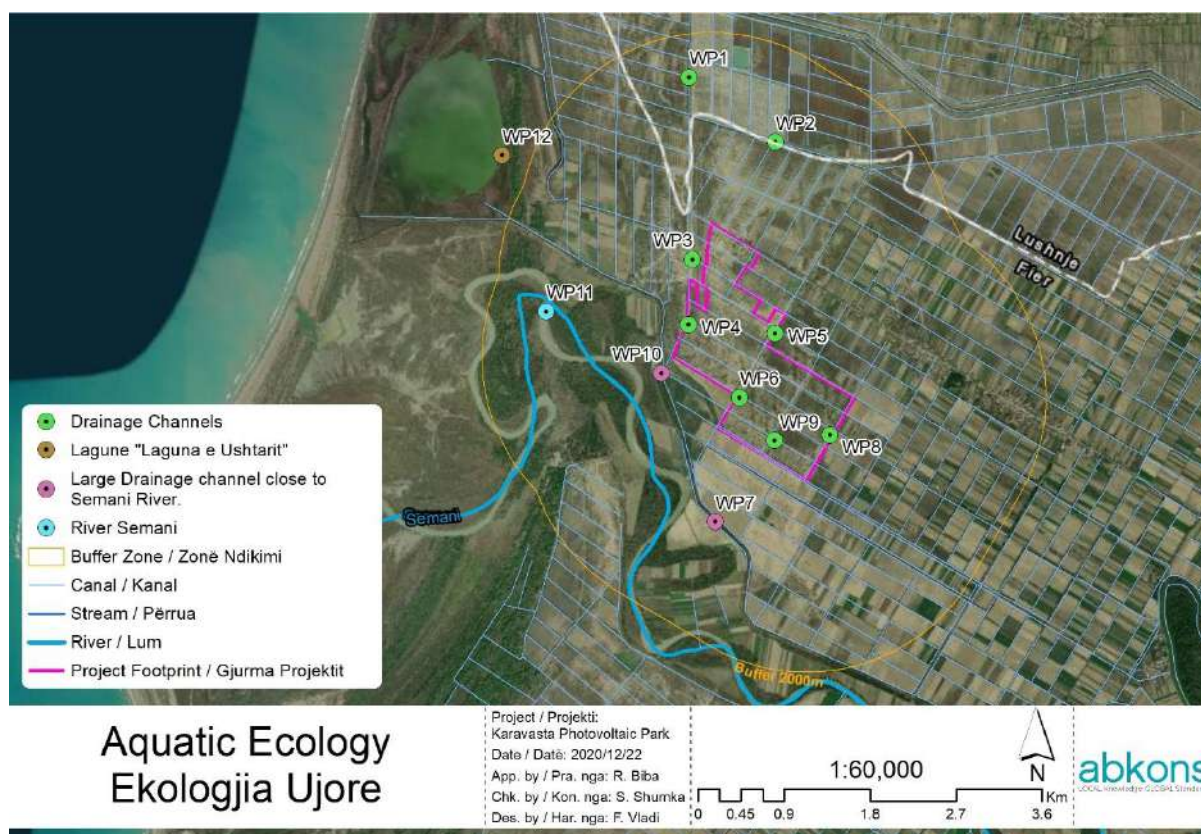 WP1
WP2
WP12
Lushnje
Fier
WP3
WP11
WP4
WP5
WP10
WP6
WP9
WP8
WP7
Semani
Buffer 2000m
Drainage Channels
Lagune "Laguna e Ushtarit"
Large Drainage channel close to
Semani River.
River Semani
Buffer Zone / Zonë Ndikimi
Canal / Kanal
Stream / Përrua
River / Lum
Project Footprint / Gjurma Projektit
Aquatic Ecology
Ekologjia Ujore
Project / Projekti:
Karavasta Photovoltaic Park
Date / Datë: 2020/12/22
App. by / Pra. nga: R. Biba
Chk. by / Kon. nga: S. Shumka
Des. by / Har. nga: F. Vladi
1:60,000
N
Km
0 0.45 0.9 1.8 2.7 3.6
abkons
LOCAL knowledge GLOBAL